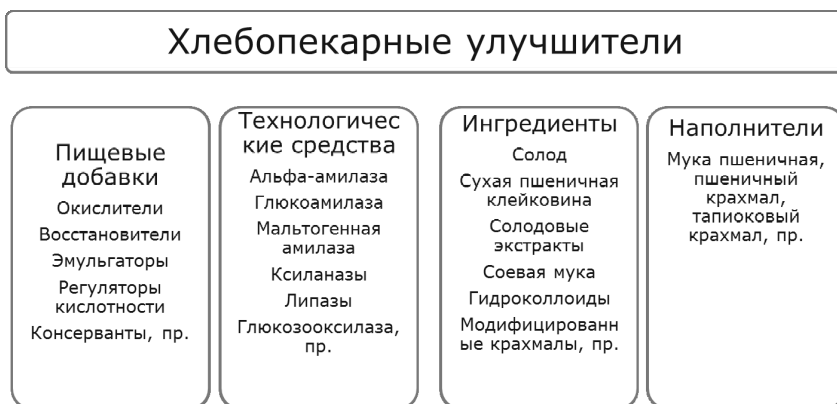 Хлебопекарные улучшители
Пищевые
добавки
Окислители
Восстановители
Эмульгаторы
Регуляторы
кислотности
Консерванты, пр.
Технологичес
кие средства
Альфа-амилаза
Глюкоамилаза
Мальтогенная
амилаза
Ксиланазы
Липазы
Глюкозооксилаза,
пр.
Ингредиенты
Солод
Сухая пшеничная
клейковина
Солодовые
экстракты
Соевая мука
Гидроколлоиды
Модифицированн
ые крахмалы, пр.
Наполнители
Мука пшеничная,
пшеничный
крахмал,
тапиоковый
крахмал, пр.